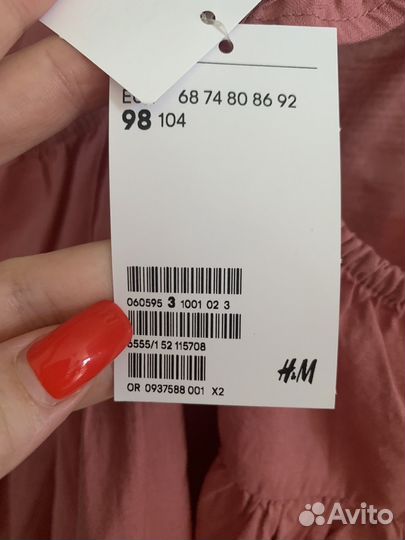 68 74 80 86 92
98 104
060595 3 1001 02 3
6555/1 52 115708
OR 0937588 001 X2
H&M
Avito